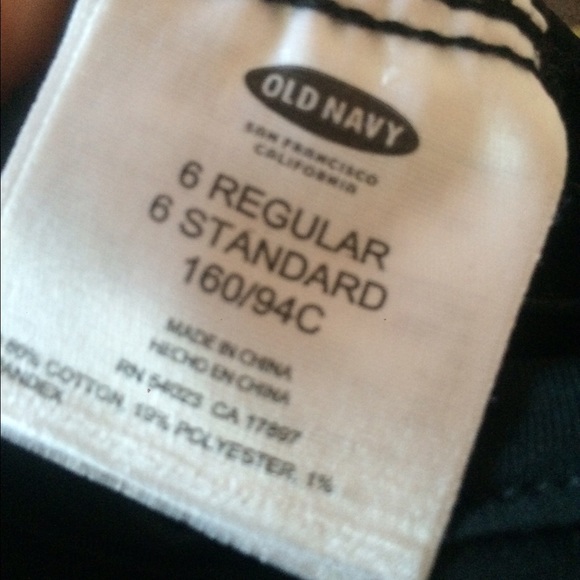 OLD NAVY
SAN FRANCISCO
CALIFORNIA
6 REGULAR
6 STANDARD
160/94C
MADE IN CHINA
HECHO EN CHINA
RN 54023 CA 17897
80% COTTON, 19% POLYESTER, 1%